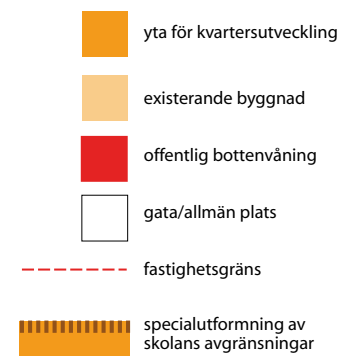 yta för kvartersutveckling
existerande byggnad
offentlig bottenvåning
gata/allmän plats
fastighetsgräns
specialutformning av
skolans avgränsningar